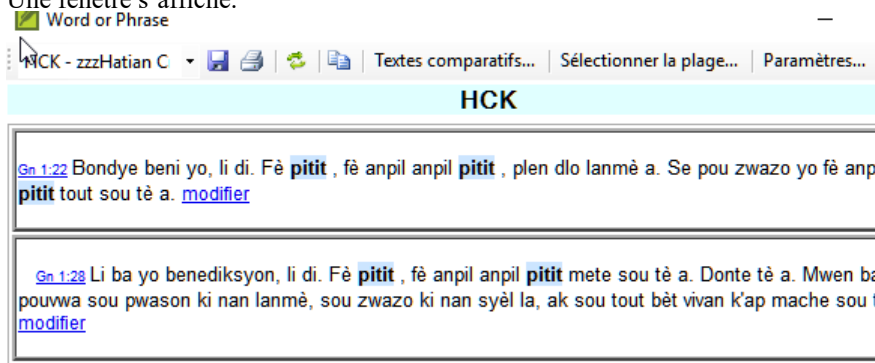 Une fenêtre s'affiche.
Word or Phrase
HCK - zzzHatian C
Textes comparatifs... Sélectionner la plage... Paramètres...
HCK
Gn 1:22 Bondye beni yo, li di. Fè pitit , fè anpil anpil pitit , plen dlo lanmè a. Se pou zwazo yo fè anp
pitit tout sou tè a. modifier
Gn 1:28 Li ba yo benediksyon, li di. Fè pitit , fè anpil anpil pitit mete sou tè a. Donte tè a. Mwen ba
pouvwa sou pwason ki nan lanmè, sou zwazo ki nan syèl la, ak sou tout bèt vivan k'ap mache sou
modifier